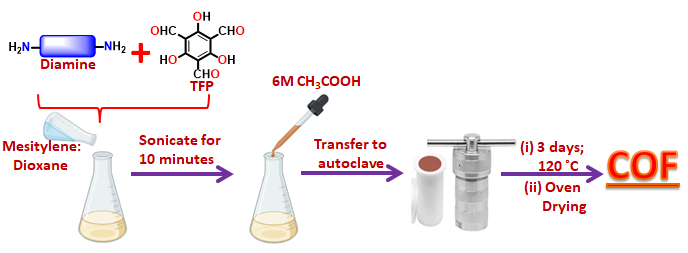 OH
OHC
CHO
H₂N
NH₂
+
HO
OH
CHO
Diamine
TFP
6M CH₃COOH
Mesitylene:
Dioxane
Sonicate for
10 minutes
Transfer to
autoclave
(i) 3 days;
120 ˚C
(ii) Oven
Drying
COF